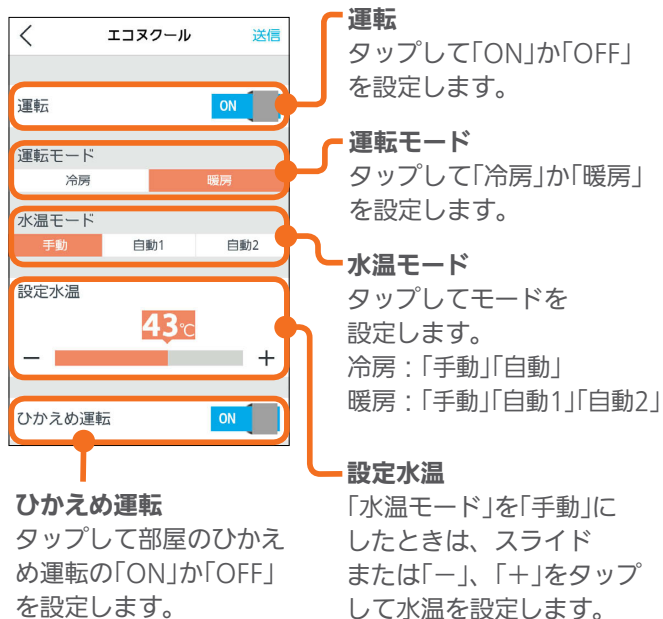 エコヌクール 送信
運転 ON
運転モード
冷房 暖房
水温モード
手動 自動1 自動2
設定水温
43℃
− +
ひかえめ運転 ON
運転
タップして「ON」か「OFF」
を設定します。
運転モード
タップして「冷房」か「暖房」
を設定します。
水温モード
タップしてモードを
設定します。
冷房：「手動」「自動」
暖房：「手動」「自動1」「自動2」
設定水温
「水温モード」を「手動」に
したときは、スライド
または「−」、「+」をタップ
して水温を設定します。
ひかえめ運転
タップして部屋のひかえ
め運転の「ON」か「OFF」
を設定します。